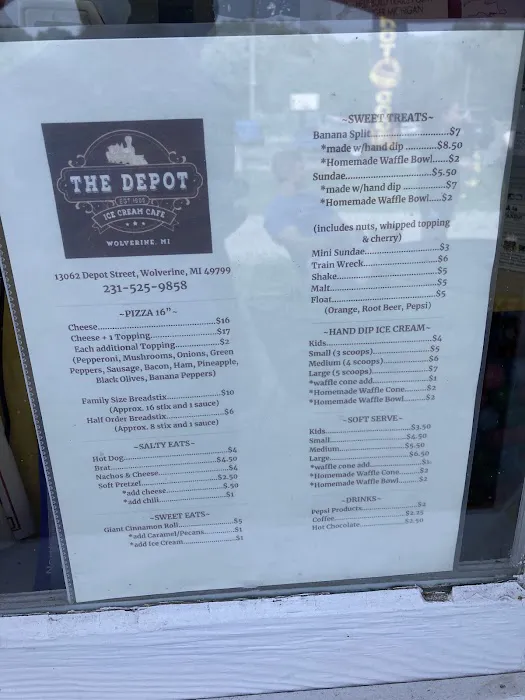 THE DEPOT
EST 1905
ICE CREAM CAFE
WOLVERINE, MI
13062 Depot Street, Wolverine, MI 49799
231-525-9858
~PIZZA 16"~
Cheese.....$16
Cheese + 1 Topping.....$17
Each additional Topping.....$2
(Pepperoni, Mushrooms, Onions, Green
Peppers, Sausage, Bacon, Ham, Pineapple,
Black Olives, Banana Peppers)
Family Size Breadstix.....$10
(Approx. 16 stix and 1 sauce)
Half Order Breadstix.....$6
(Approx. 8 stix and 1 sauce)
~SALTY EATS~
Hot Dog.....$4
Brat.....$4.50
Nachos & Cheese.....$4
Soft Pretzel.....$2.50
*add cheese.....$.50
*add chili.....$1
~SWEET EATS~
Giant Cinnamon Roll.....$5
*add Caramel/Pecans.....$1
*add Ice Cream.....$1
~SWEET TREATS~
Banana Split.....$7
*made w/hand dip.....$8.50
*Homemade Waffle Bowl.....$2
Sundae.....$5.50
*made w/hand dip.....$7
*Homemade Waffle Bowl.....$2
(includes nuts, whipped topping
& cherry)
Mini Sundae.....$3
Train Wreck.....$6
Shake.....$5
Malt.....$5
Float.....$5
(Orange, Root Beer, Pepsi)
~HAND DIP ICE CREAM~
Kids.....$4
Small (3 scoops).....$5
Medium (4 scoops).....$6
Large (5 scoops).....$7
*waffle cone add.....$1
*Homemade Waffle Cone.....$2
*Homemade Waffle Bowl.....$2
~SOFT SERVE~
Kids.....$3.50
Small.....$4.50
Medium.....$5.50
Large.....$6.50
*waffle cone add.....$1
*Homemade Waffle Cone.....$2
*Homemade Waffle Bowl.....$2
~DRINKS~
Pepsi Products.....$2
Coffee.....$2.25
Hot Chocolate.....$2.50